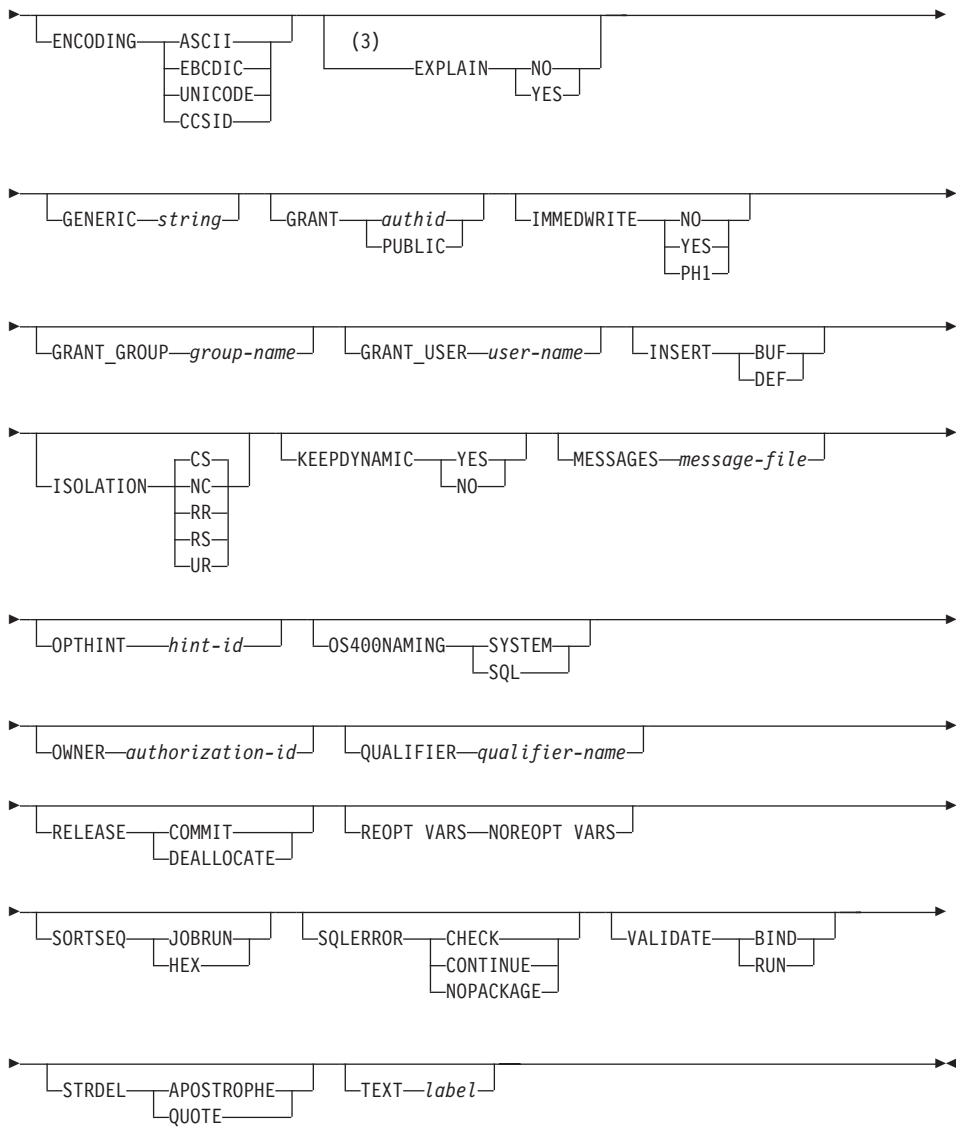 ENCODING ASCII (3)
EBCDIC EXPLAIN NO
UNICODE YES
CCSID
GENERIC string GRANT authid IMMEDWRITE NO
PUBLIC YES
PH1
GRANT_GROUP group-name GRANT_USER user-name INSERT BUF
DEF
CS KEEPDYNAMIC YES MESSAGES message-file
ISOLATION NC NO
RR
RS
UR
OPTHINT hint-id OS400NAMING SYSTEM
SQL
OWNER authorization-id QUALIFIER qualifier-name
RELEASE COMMIT REOPT VARS NOREOPT VARS
DEALLOCATE
SORTSEQ JOBRUN SQLERROR CHECK VALIDATE BIND
HEX CONTINUE RUN
NOPACKAGE
STRDEL APOSTROPHE TEXT label
QUOTE